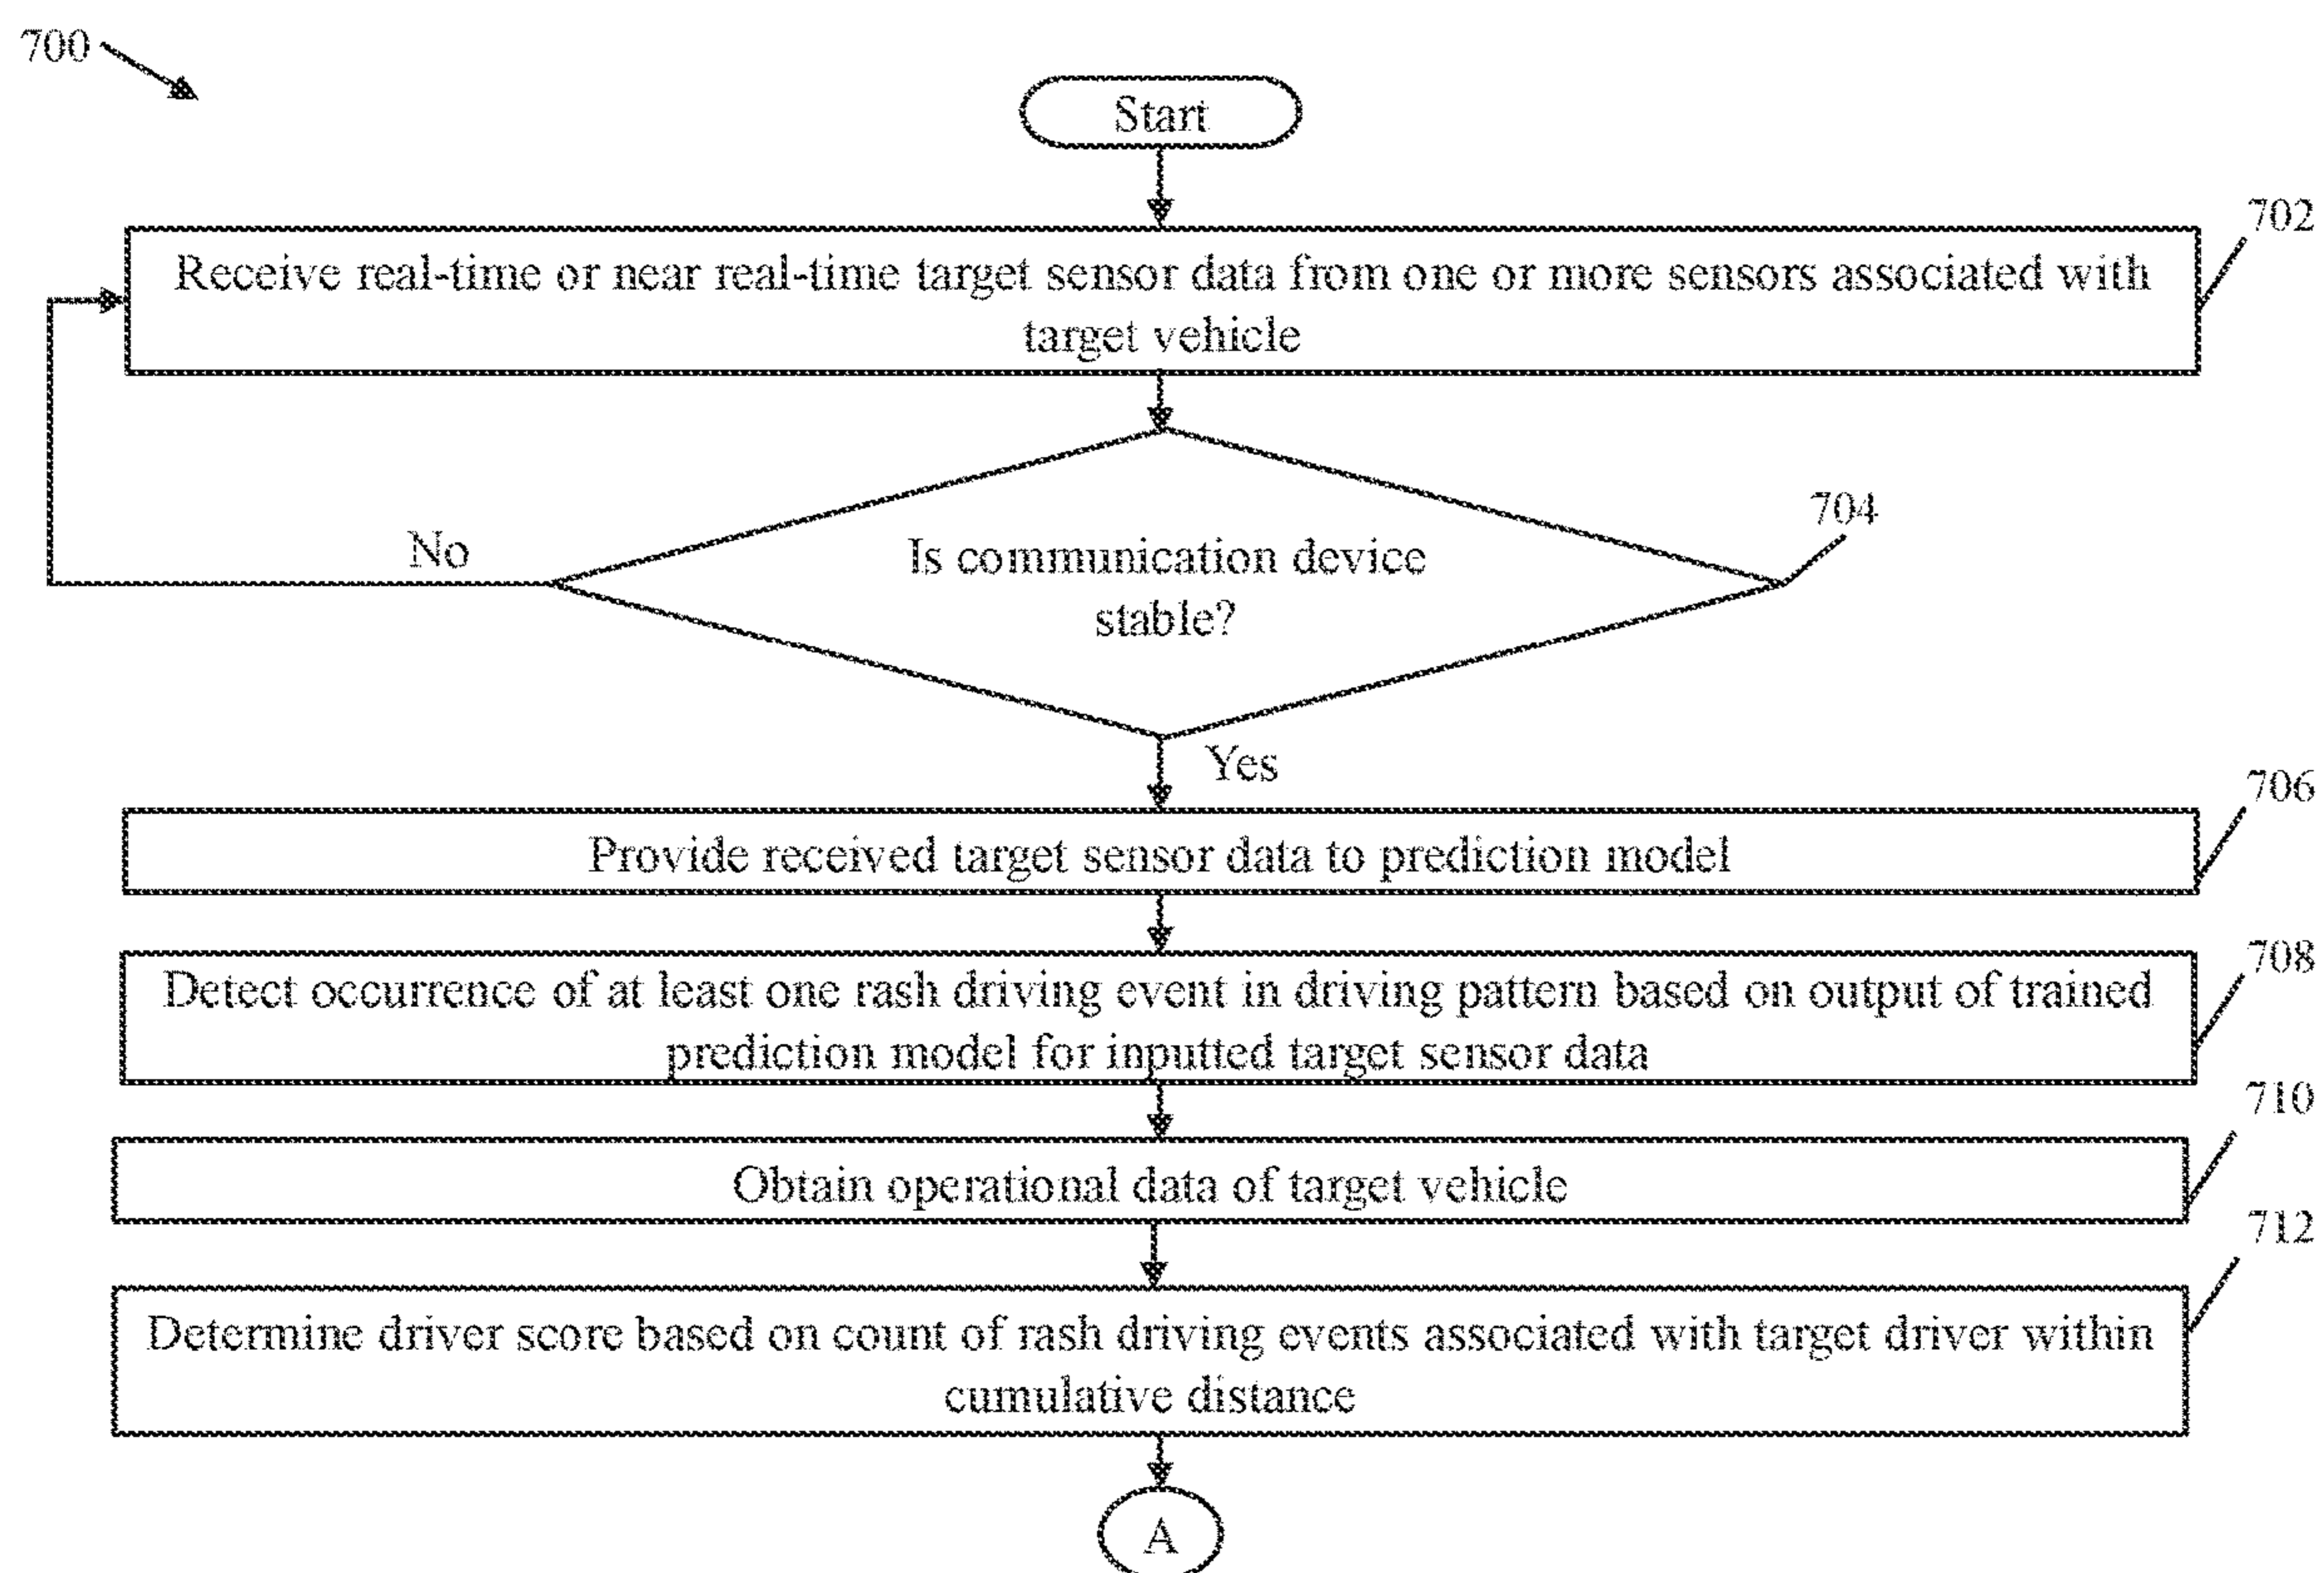 700
Start
702
Receive real-time or near real-time target sensor data from one or more sensors associated with
target vehicle
704
No
Is communication device
stable?
Yes
706
Provide received target sensor data to prediction model
708
Detect occurrence of at least one rash driving event in driving pattern based on output of trained
prediction model for inputted target sensor data
710
Obtain operational data of target vehicle
712
Determine driver score based on count of rash driving events associated with target driver within
cumulative distance
A